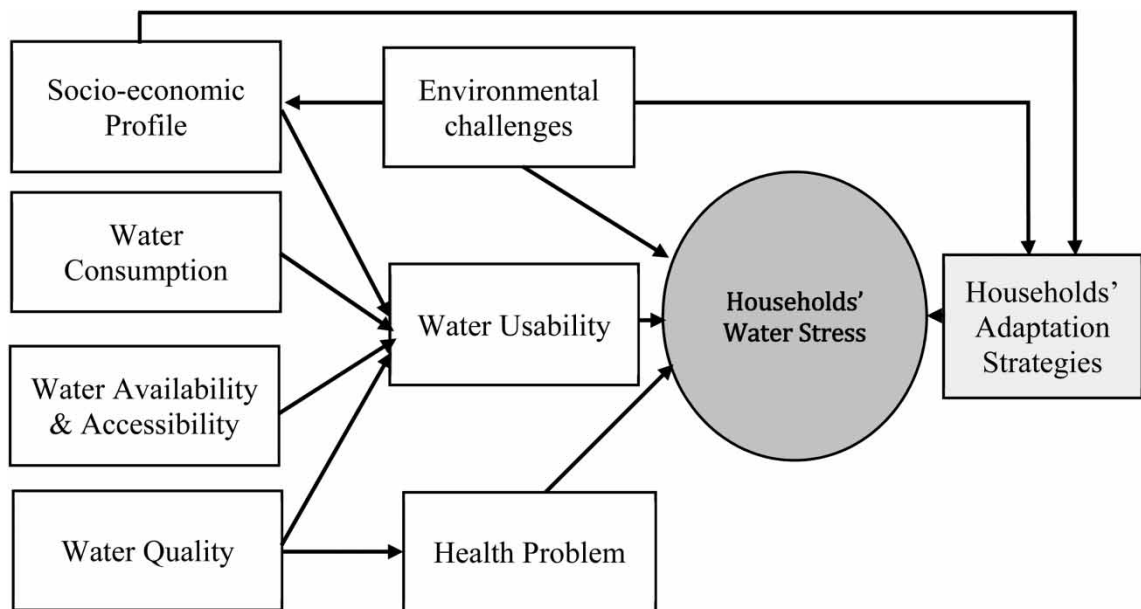 Socio-economic
Profile
Environmental
challenges
Water
Consumption
Water Usability
Households’
Water Stress
Households’
Adaptation
Strategies
Water Availability
& Accessibility
Water Quality
Health Problem